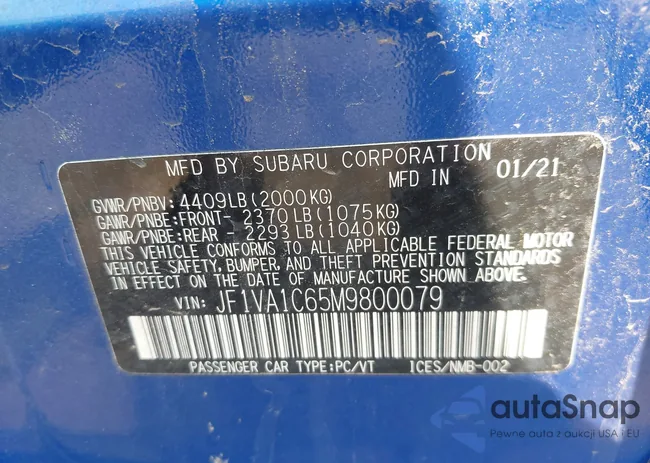 MFD BY SUBARU CORPORATION
MFD IN 01/21
GVWR/PNBV: 4409LB(2000KG)
GAWR/PNBE:FRONT- 2370LB(1075KG)
GAWR/PNBE:REAR - 2293LB(1040KG)
THIS VEHICLE CONFORMS TO ALL APPLICABLE FEDERAL MOTOR
VEHICLE SAFETY, BUMPER, AND THEFT PREVENTION STANDARDS
IN EFFECT ON THE DATE OF MANUFACTURE SHOWN ABOVE.
VIN: JF1VA1C65M9800079
PASSENGER CAR TYPE:PC/VT ICES/NMB-002
autoSnap
Pewne auta z aukcji USA i EU